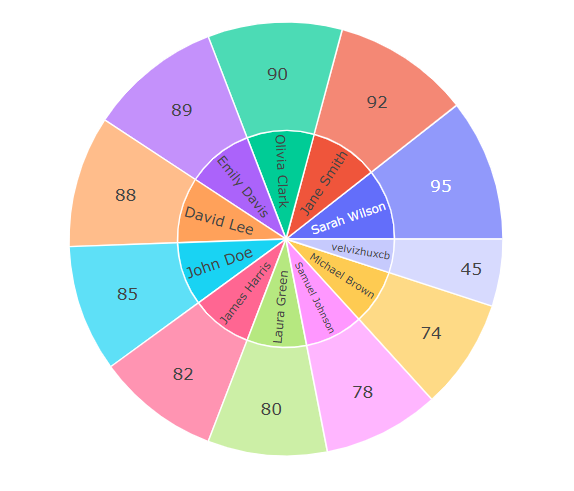 Sarah Wilson
95
Jane Smith
92
Olivia Clark
90
Emily Davis
89
David Lee
88
John Doe
85
James Harris
82
Laura Green
80
Samuel Johnson
78
Michael Brown
74
velvizhuxcb
45